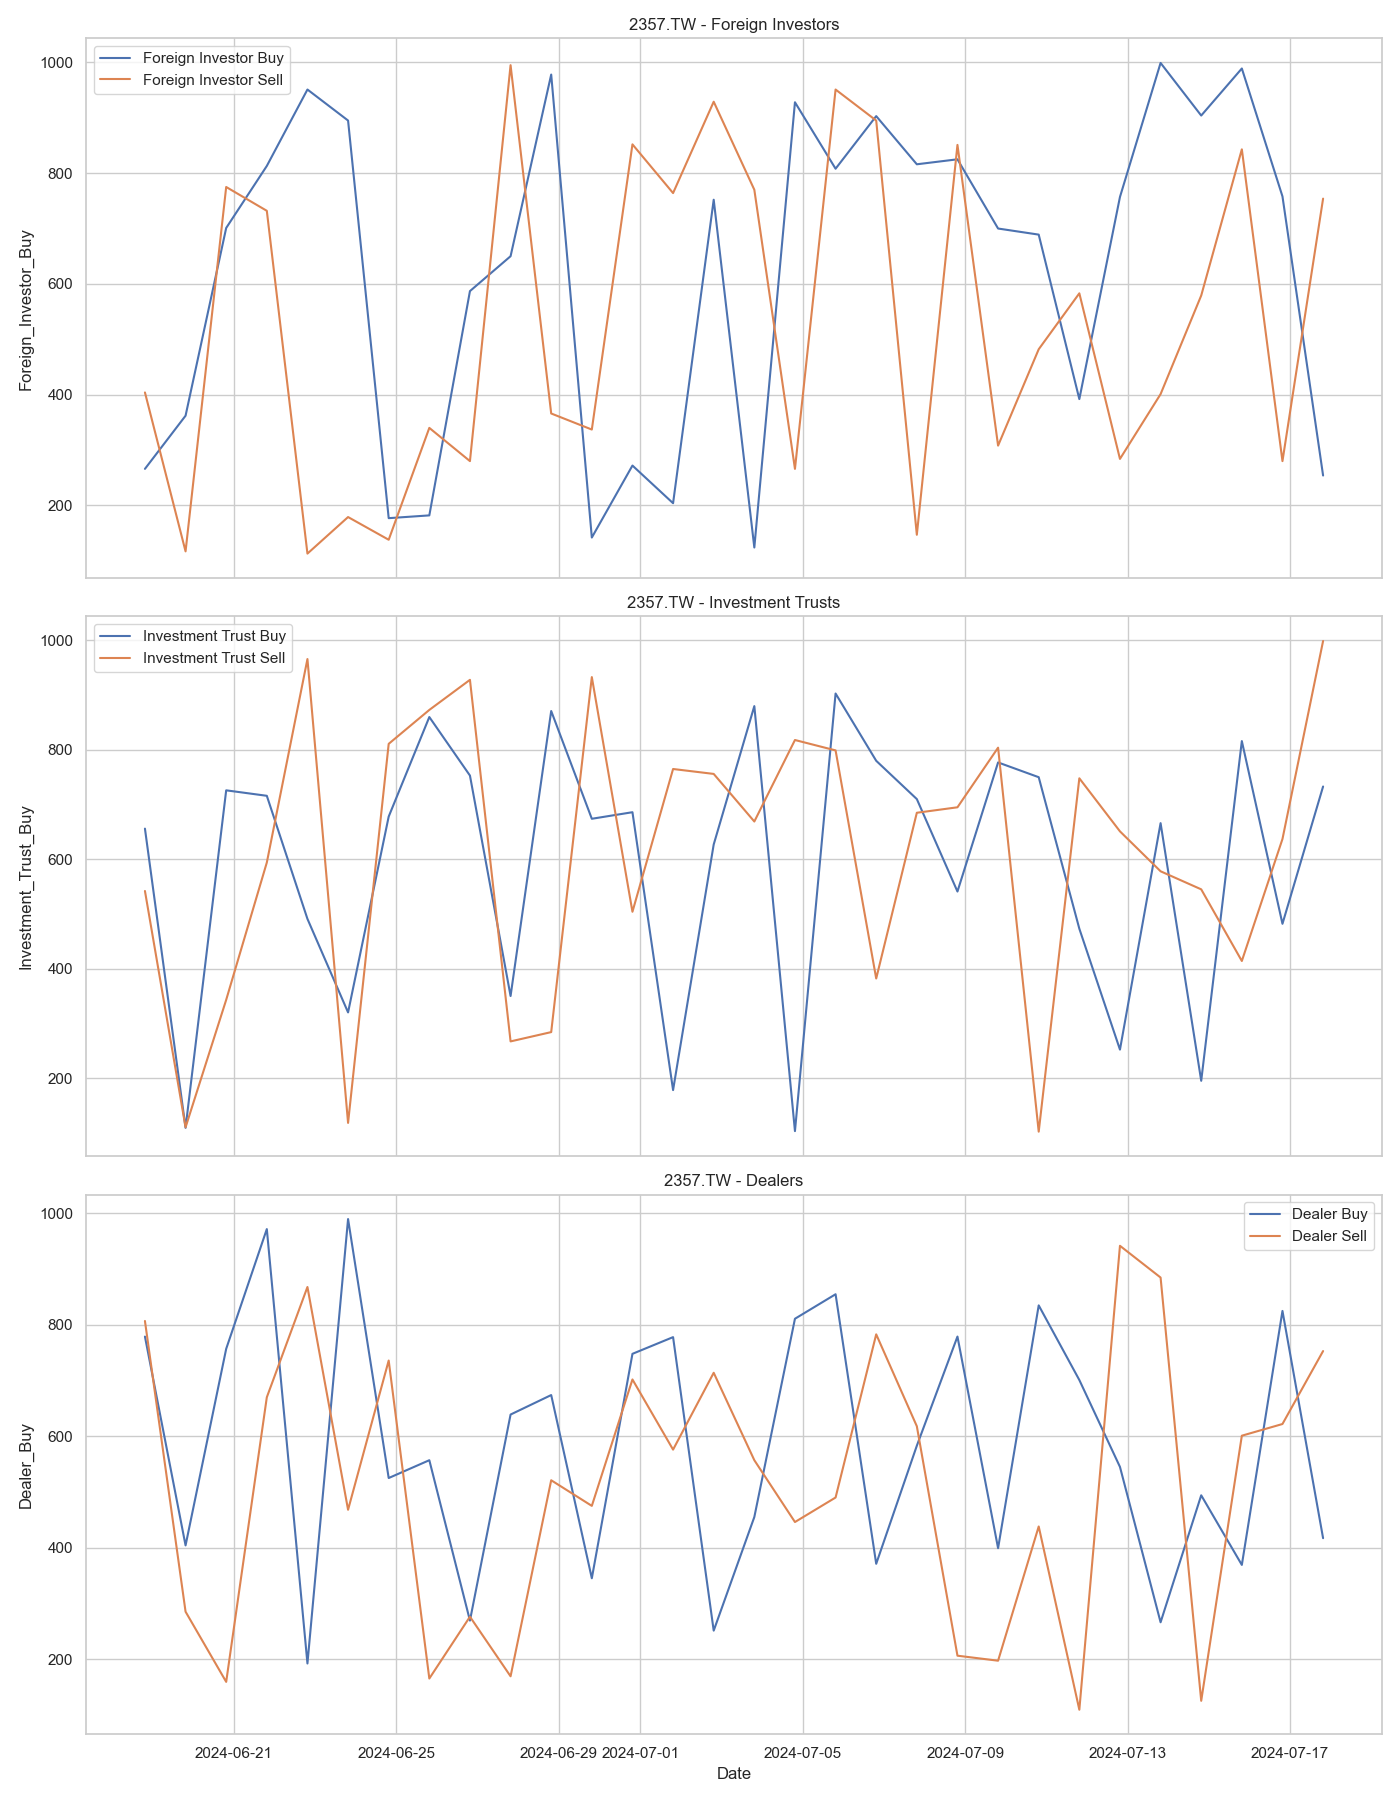 2357.TW - Foreign Investors
Foreign Investor Buy
Foreign Investor Sell
1000
800
600
400
200
Foreign_Investor_Buy
2357.TW - Investment Trusts
Investment Trust Buy
Investment Trust Sell
1000
800
600
400
200
Investment_Trust_Buy
2357.TW - Dealers
Dealer Buy
Dealer Sell
1000
800
600
400
200
Dealer_Buy
2024-06-21 2024-06-25 2024-06-29 2024-07-01 2024-07-05 2024-07-09 2024-07-13 2024-07-17
Date